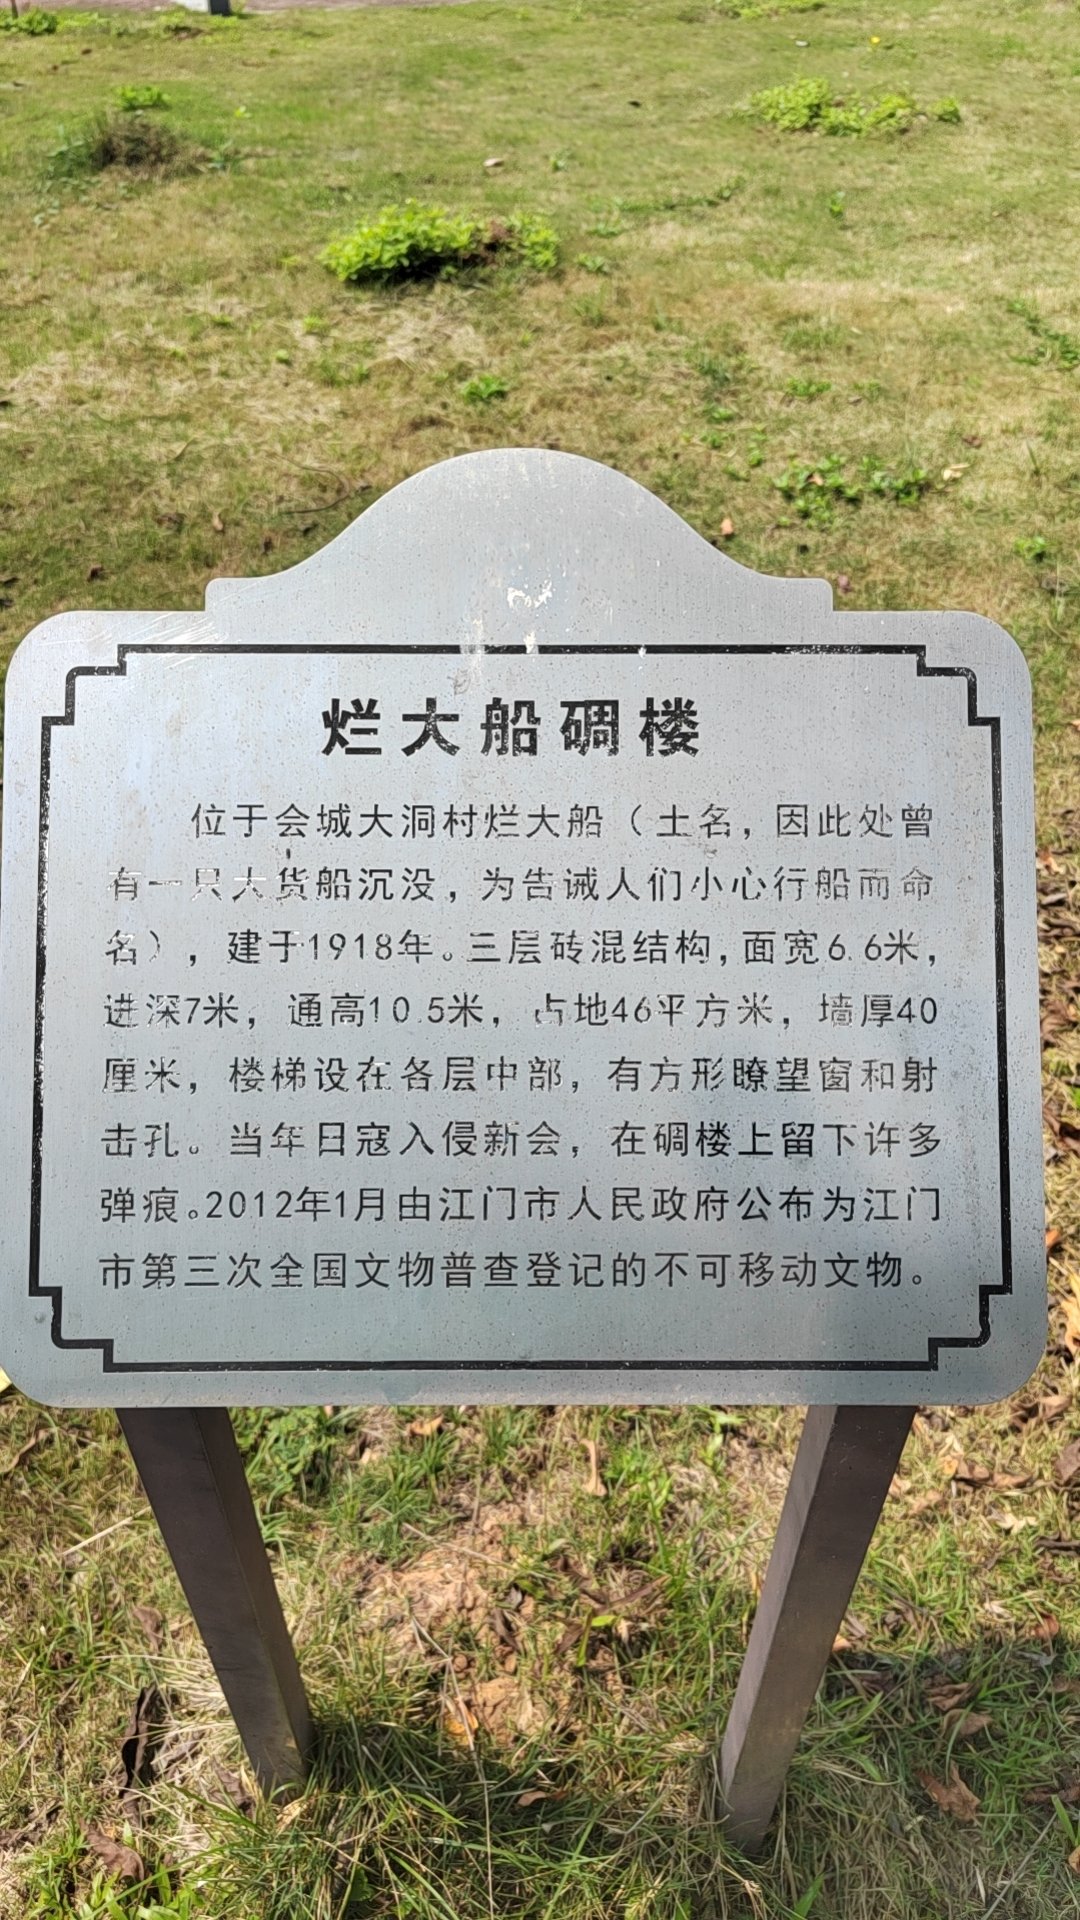 烂大船碉楼
位于会城大洞村烂大船（土名，因此处曾
有一只大货船沉没，为告诫人们小心行船而命
名），建于1918年。三层砖混结构，面宽6.6米，
进深7米，通高10.5米，占地46平方米，墙厚40
厘米，楼梯设在各层中部，有方形瞭望窗和射
击孔。当年日寇入侵新会，在碉楼上留下许多
弹痕。2012年1月由江门市人民政府公布为江门
市第三次全国文物普查登记的不可移动文物。